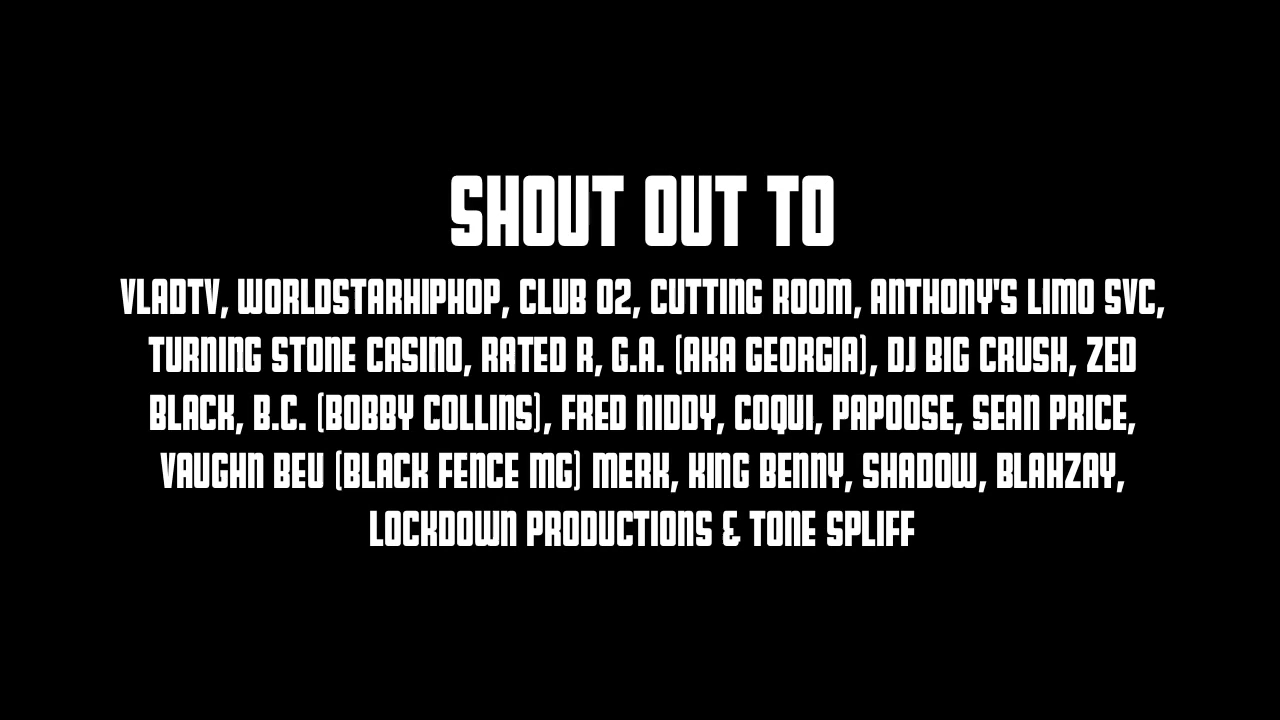 SHOUT OUT TO
VLADTV, WORLDSTARHIPHOP, CLUB O2, CUTTING ROOM, ANTHONY'S LIMO SVC,
TURNING STONE CASINO, RATED R, G.A. (AKA GEORGIA), DJ BIG CRUSH, ZED
BLACK, B.C. (BOBBY COLLINS), FRED NIDDY, COQUI, PAPOOSE, SEAN PRICE,
VAUGHN BEU (BLACK FENCE MG) MERK, KING BENNY, SHADOW, BLAHZAY,
LOCKDOWN PRODUCTIONS & TONE SPLIFF